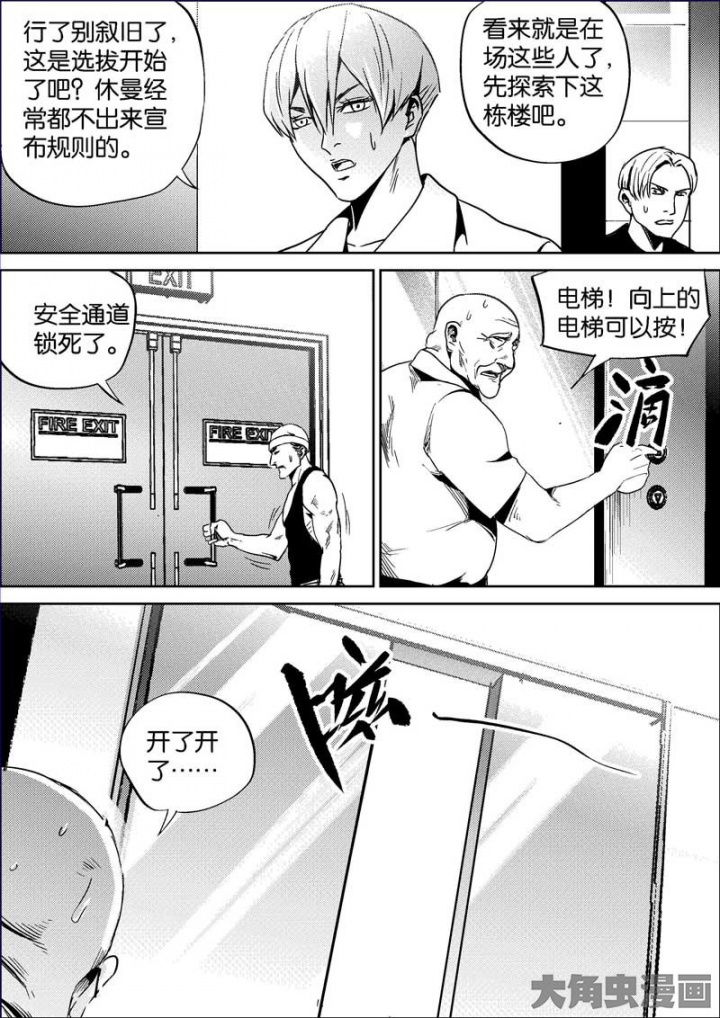 行了别叙旧了，
这是选拔开始
了吧？休曼经
常都不出来宣
布规则的。
看来就是在
场这些人了，
先探索下这
栋楼吧。
EXIT
安全通道
锁死了。
FIRE EXIT
FIRE EXIT
电梯！向上的
电梯可以按！
滴
开了开
了……
大角虫漫画